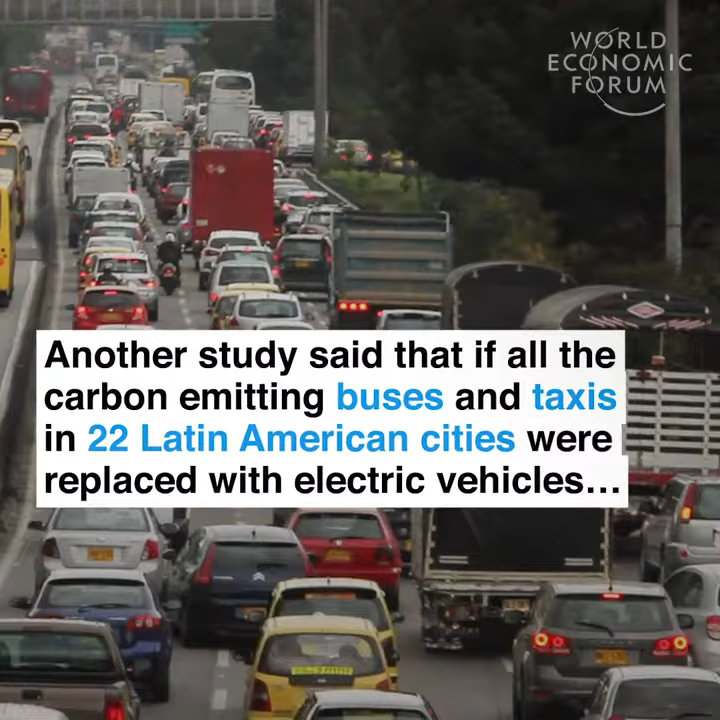 WORLD
ECONOMIC
FORUM
Another study said that if all the
carbon emitting buses and taxis
in 22 Latin American cities were
replaced with electric vehicles...